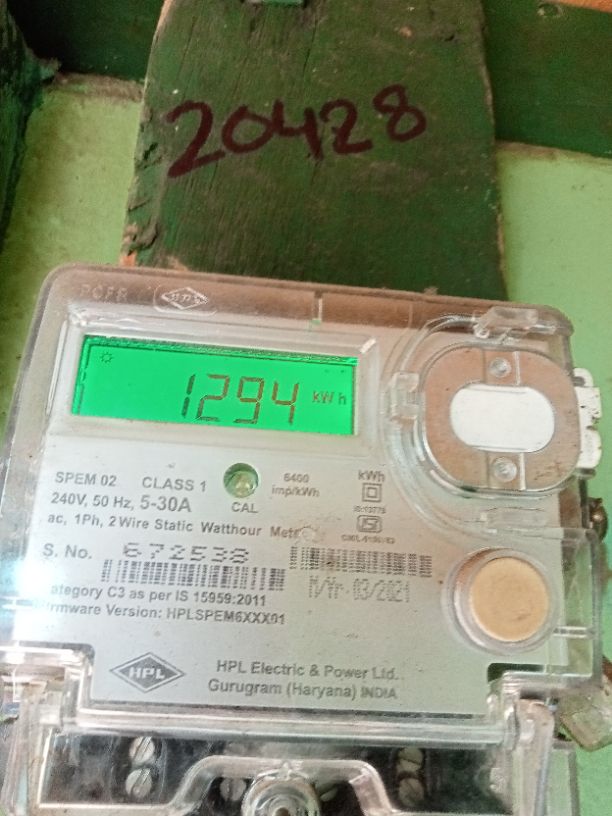 20428
1294 kWh
SPEM 02 CLASS 1
6400 imp/kWh
kWh
240V, 50 Hz, 5-30A
CAL
ac, 1Ph, 2 Wire Static Watthour
S. No. 672538
M/Yr-03/2021
ategory C3 as per IS 15959:2011
irmware Version: HPLSPEM6XXX01
HPL
HPL Electric & Power Ltd.
Gurugram (Haryana) INDIA